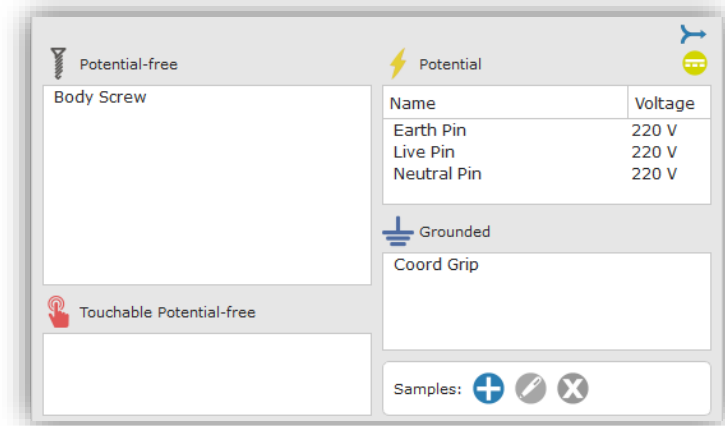 Potential-free
Body Screw
Touchable Potential-free
Potential
Name Voltage
Earth Pin 220 V
Live Pin 220 V
Neutral Pin 220 V
Grounded
Coord Grip
Samples: